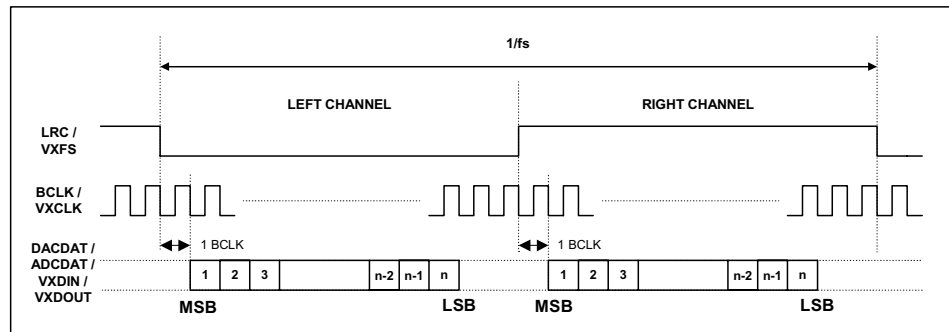 1/fs
LEFT CHANNEL
RIGHT CHANNEL
LRC /
VXFS
BCLK /
VXCLK
1 BCLK
1 BCLK
DACDAT /
ADCDAT /
VXDIN /
VXDOUT
1 2 3 n-2 n-1 n
1 2 3 n-2 n-1 n
MSB
LSB
MSB
LSB